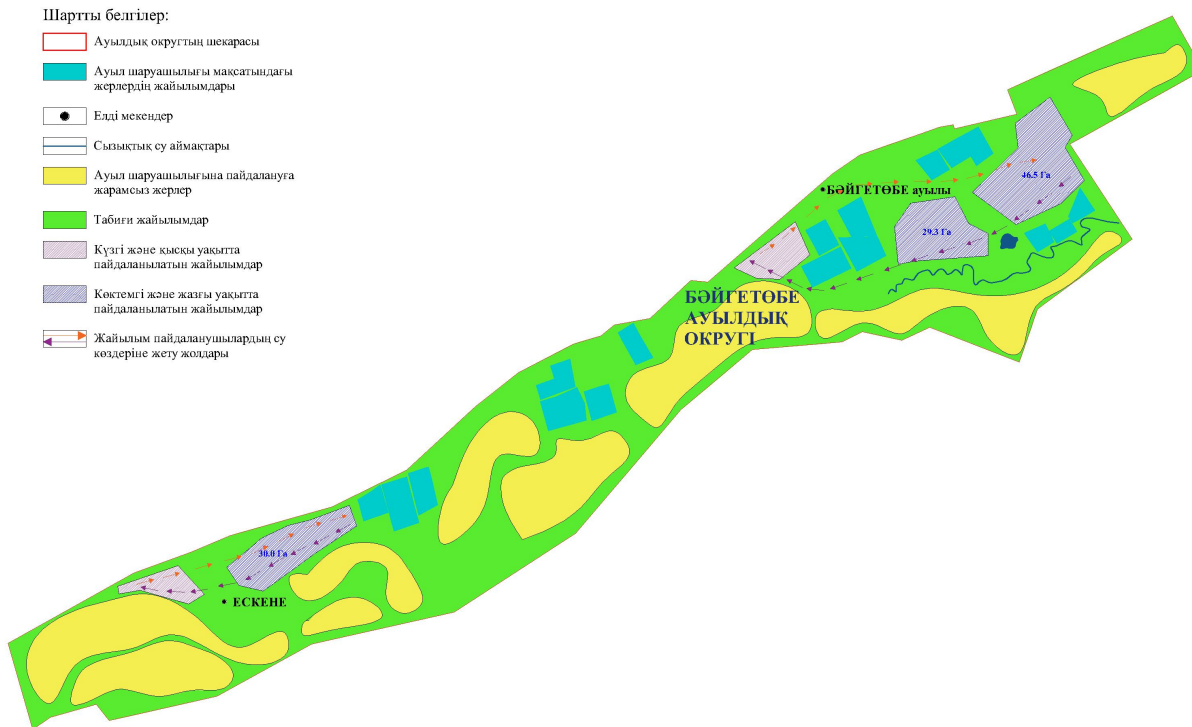 Шартты белгілер:
Ауылдық округтың шекарасы
Ауыл шаруашылығы мақсатындағы
жерлердің жайылымдары
Елді мекендер
Сызықтық су аймақтары
Ауыл шаруашылығына пайдалануға
жарамсыз жерлер
Табиғи жайылымдар
Күзгі және қысқы уақытта
пайдаланылатын жайылымдар
Көктемгі және жазғы уақытта
пайдаланылатын жайылымдар
Жайылым пайдаланушылардың су
көздеріне жету жолдары
46.5 Га
БӘЙГЕТӨБЕ ауылы
29.3 Га
БӘЙГЕТӨБЕ
АУЫЛДЫҚ
ОКРУГІ
30.0 Га
ЕСКЕНЕ